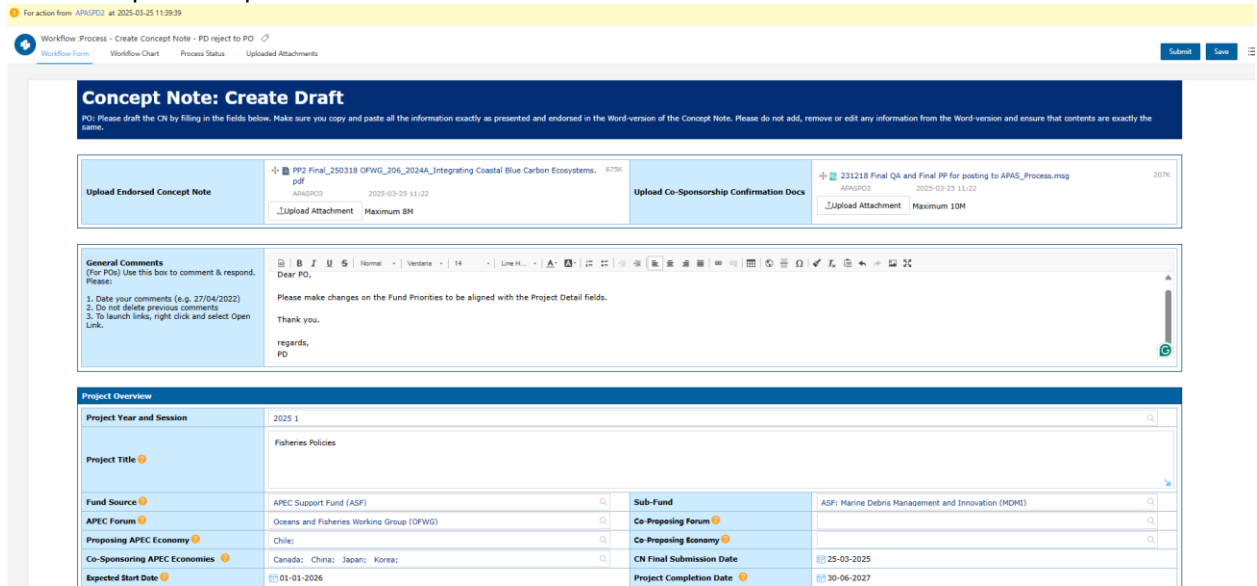 For action from APASPD2 at 2025-03-25 11:39:39
Workflow :Process - Create Concept Note - PD reject to PO
Workflow Form Workflow Chart Process Status Uploaded Attachments
Submit Save
Concept Note: Create Draft
PO: Please draft the CN by filling in the fields below. Make sure you copy and paste all the information exactly as presented and endorsed in the Word-version of the Concept Note. Please do not add, remove or edit any information from the Word-version and ensure that contents are exactly the
same.
Upload Endorsed Concept Note
PP2 Final_250318 OFWG_206_2024A_Integrating Coastal Blue Carbon Ecosystems. 675K
pdf
APASPO3 2025-03-25 11:22
Upload Attachment Maximum 8M
Upload Co-Sponsorship Confirmation Docs
231218 Final QA and Final PP for posting to APAS_Process.msg 207K
APASPO3 2025-03-25 11:22
Upload Attachment Maximum 10M
General Comments
(For POs) Use this box to comment & respond.
Please:
1. Date your comments (e.g. 27/04/2022)
2. Do not delete previous comments
3. To launch links, right click and select Open
Link.
B I U S Normal Verdana 14 Line H...
Dear PO,
Please make changes on the Fund Priorities to be aligned with the Project Detail fields.
Thank you.
regards,
PD
Project Overview
Project Year and Session 2025 1
Project Title Fisheries Policies
Fund Source APEC Support Fund (ASF) Sub-Fund ASF: Marine Debris Management and Innovation (MDMI)
APEC Forum Oceans and Fisheries Working Group (OFWG) Co-Proposing Forum
Proposing APEC Economy Chile; Co-Proposing Economy
Co-Sponsoring APEC Economies Canada; China; Japan; Korea; CN Final Submission Date 25-03-2025
Expected Start Date 01-01-2026 Project Completion Date 30-06-2027